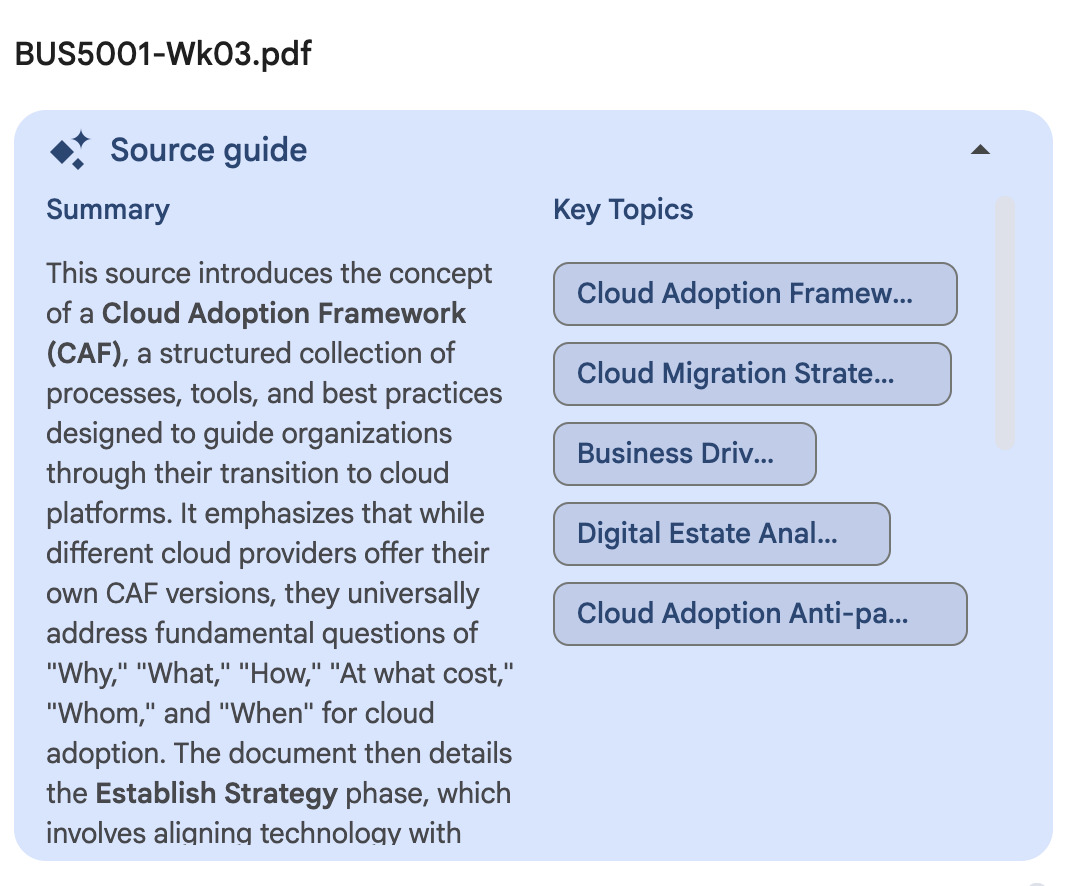 BUS5001-Wk03.pdf
Source guide
Summary
This source introduces the concept
of a Cloud Adoption Framework
(CAF), a structured collection of
processes, tools, and best practices
designed to guide organizations
through their transition to cloud
platforms. It emphasizes that while
different cloud providers offer their
own CAF versions, they universally
address fundamental questions of
"Why," "What," "How," "At what cost,"
"Whom," and "When" for cloud
adoption. The document then details
the Establish Strategy phase, which
involves aligning technology with
Key Topics
Cloud Adoption Framew...
Cloud Migration Strate...
Business Driv...
Digital Estate Anal...
Cloud Adoption Anti-pa...